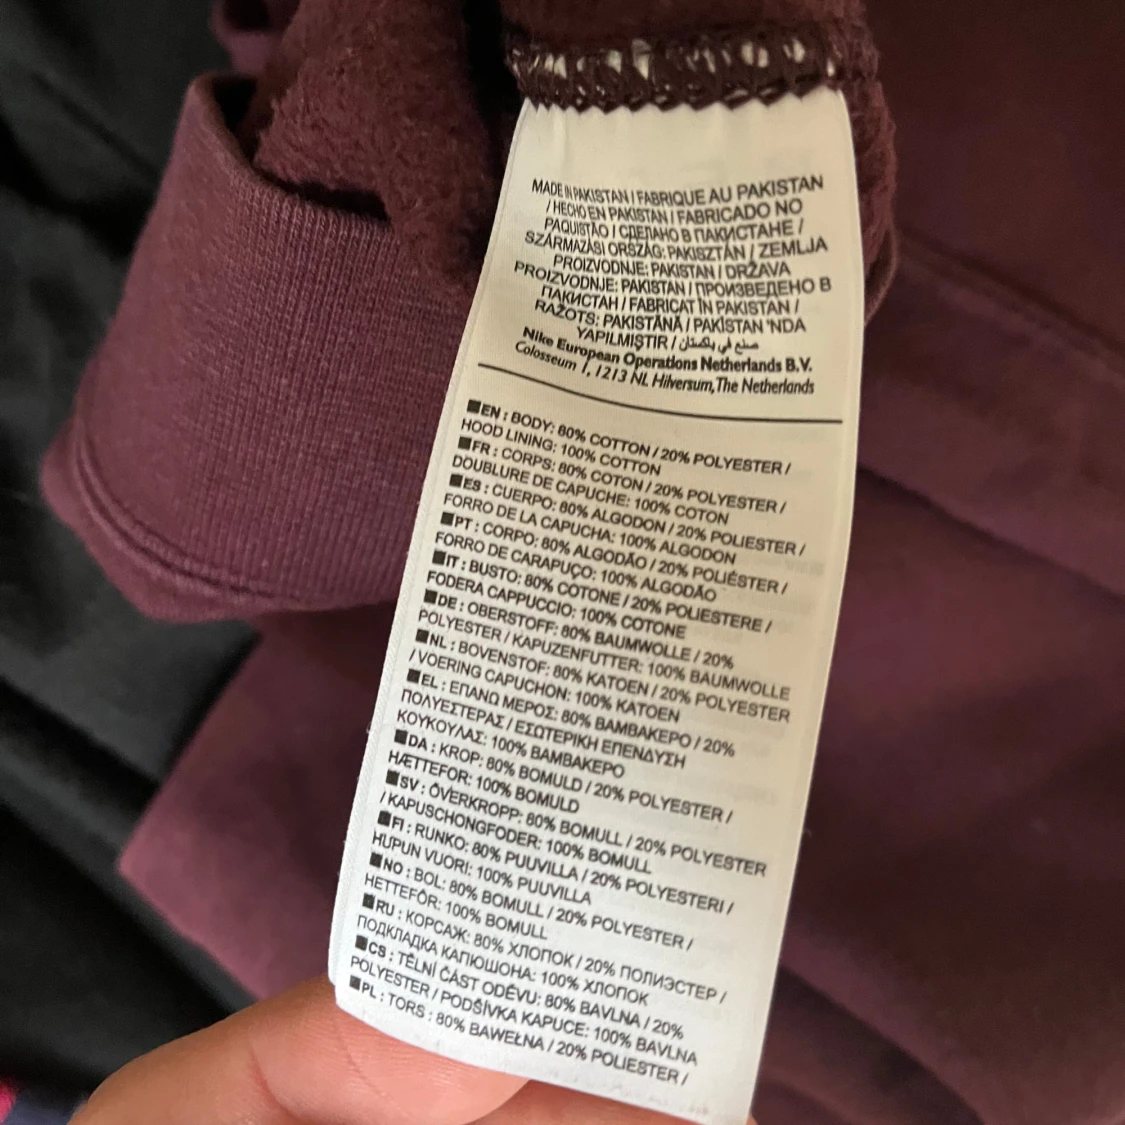 MADE IN PAKISTAN / FABRIQUE AU PAKISTAN
/ HECHO EN PAKISTAN / FABRICADO NO
PAQUISTÃO / СДЕЛАНО В ПАКИСТАНЕ /
SZÁRMAZÁSI ORSZÁG: PAKISZTÁN / ZEMLJA
PROIZVODNJE: PAKISTAN / DRŽAVA
PROIZVODNJE: PAKISTAN / ПРОИЗВЕДЕНО В
ПАКИСТАН / FABRICAT ÎN PAKISTAN /
RAŽOTS: PAKISTĀNĀ / PAKİSTAN 'NDA
YAPILMIŞTIR / صنع في باكستان
Nike European Operations Netherlands B.V.
Colosseum 1, 1213 NL Hilversum, The Netherlands
EN : BODY: 80% COTTON / 20% POLYESTER /
HOOD LINING: 100% COTTON
FR : CORPS: 80% COTON / 20% POLYESTER /
DOUBLURE DE CAPUCHE: 100% COTON
ES : CUERPO: 80% ALGODON / 20% POLIESTER /
FORRO DE LA CAPUCHA: 100% ALGODON
PT : CORPO: 80% ALGODÃO / 20% POLIÉSTER /
FORRO DE CARAPUÇO: 100% ALGODÃO
IT : BUSTO: 80% COTONE / 20% POLIESTERE /
FODERA CAPPUCCIO: 100% COTONE
DE : OBERSTOFF: 80% BAUMWOLLE / 20%
POLYESTER / KAPUZENFUTTER: 100% BAUMWOLLE
NL : BOVENSTOF: 80% KATOEN / 20% POLYESTER
/ VOERING CAPUCHON: 100% KATOEN
EL : ΕΠΑΝΩ ΜΕΡΟΣ: 80% ΒΑΜΒΑΚΕΡΟ / 20%
ΠΟΛΥΕΣΤΕΡΑΣ / ΕΣΩΤΕΡΙΚΗ ΕΠΕΝΔΥΣΗ
ΚΟΥΚΟΥΛΑΣ: 100% ΒΑΜΒΑΚΕΡΟ
DA : KROP: 80% BOMULD / 20% POLYESTER /
HÆTTEFOR: 100% BOMULD
SV : ÖVERKROPP: 80% BOMULL / 20% POLYESTER
/ KAPUSCHONGFODER: 100% BOMULL
FI : RUNKO: 80% PUUVILLA / 20% POLYESTERI /
HUPUN VUORI: 100% PUUVILLA
NO : BOL: 80% BOMULL / 20% POLYESTER /
HETTEFÔR: 100% BOMULL
RU : КОРСАЖ: 80% ХЛОПОК / 20% ПОЛИЭСТЕР /
ПОДКЛАДКА КАПЮШОНА: 100% ХЛОПОК
CS : TĚLNÍ ČÁST ODĚVU: 80% BAVLNA / 20%
POLYESTER / PODŠÍVKA KAPUCE: 100% BAVLNA
PL : TORS : 80% BAWEŁNA / 20% POLIESTER /